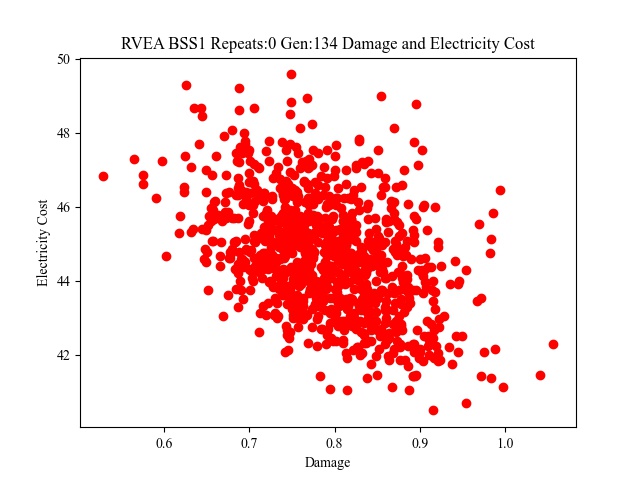 RVEA BSS1 Repeats:0 Gen:134 Damage and Electricity Cost
50
48
46
44
42
Electricity Cost
0.6 0.7 0.8 0.9 1.0
Damage